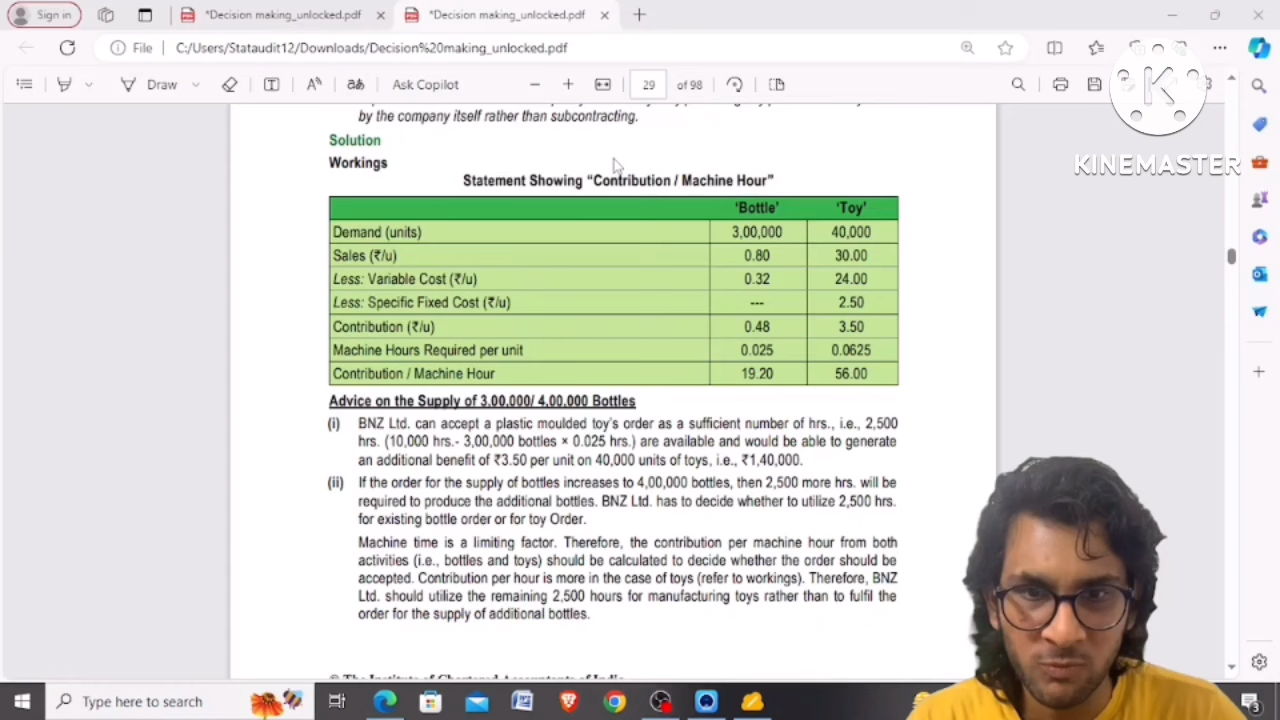 Sign in
*Decision making_unlocked.pdf
*Decision making_unlocked.pdf
File
C:/Users/Stataudit12/Downloads/Decision%20making_unlocked.pdf
Draw
Ask Copilot
29
of 98
K
KINEMASTER
by the company itself rather than subcontracting.
Solution
Workings
Statement Showing “Contribution / Machine Hour”
'Bottle' 'Toy'
Demand (units) 3,00,000 40,000
Sales (₹/u) 0.80 30.00
Less: Variable Cost (₹/u) 0.32 24.00
Less: Specific Fixed Cost (₹/u) --- 2.50
Contribution (₹/u) 0.48 3.50
Machine Hours Required per unit 0.025 0.0625
Contribution / Machine Hour 19.20 56.00
Advice on the Supply of 3,00,000/ 4,00,000 Bottles
(i) BNZ Ltd. can accept a plastic moulded toy's order as a sufficient number of hrs., i.e., 2,500
hrs. (10,000 hrs.- 3,00,000 bottles × 0.025 hrs.) are available and would be able to generate
an additional benefit of ₹3.50 per unit on 40,000 units of toys, i.e., ₹1,40,000.
(ii) If the order for the supply of bottles increases to 4,00,000 bottles, then 2,500 more hrs. will be
required to produce the additional bottles. BNZ Ltd. has to decide whether to utilize 2,500 hrs.
for existing bottle order or for toy Order.
Machine time is a limiting factor. Therefore, the contribution per machine hour from both
activities (i.e., bottles and toys) should be calculated to decide whether the order should be
accepted. Contribution per hour is more in the case of toys (refer to workings). Therefore, BNZ
Ltd. should utilize the remaining 2,500 hours for manufacturing toys rather than to fulfil the
order for the supply of additional bottles.
© The Institute of Chartered Accountants of India
Type here to search
3